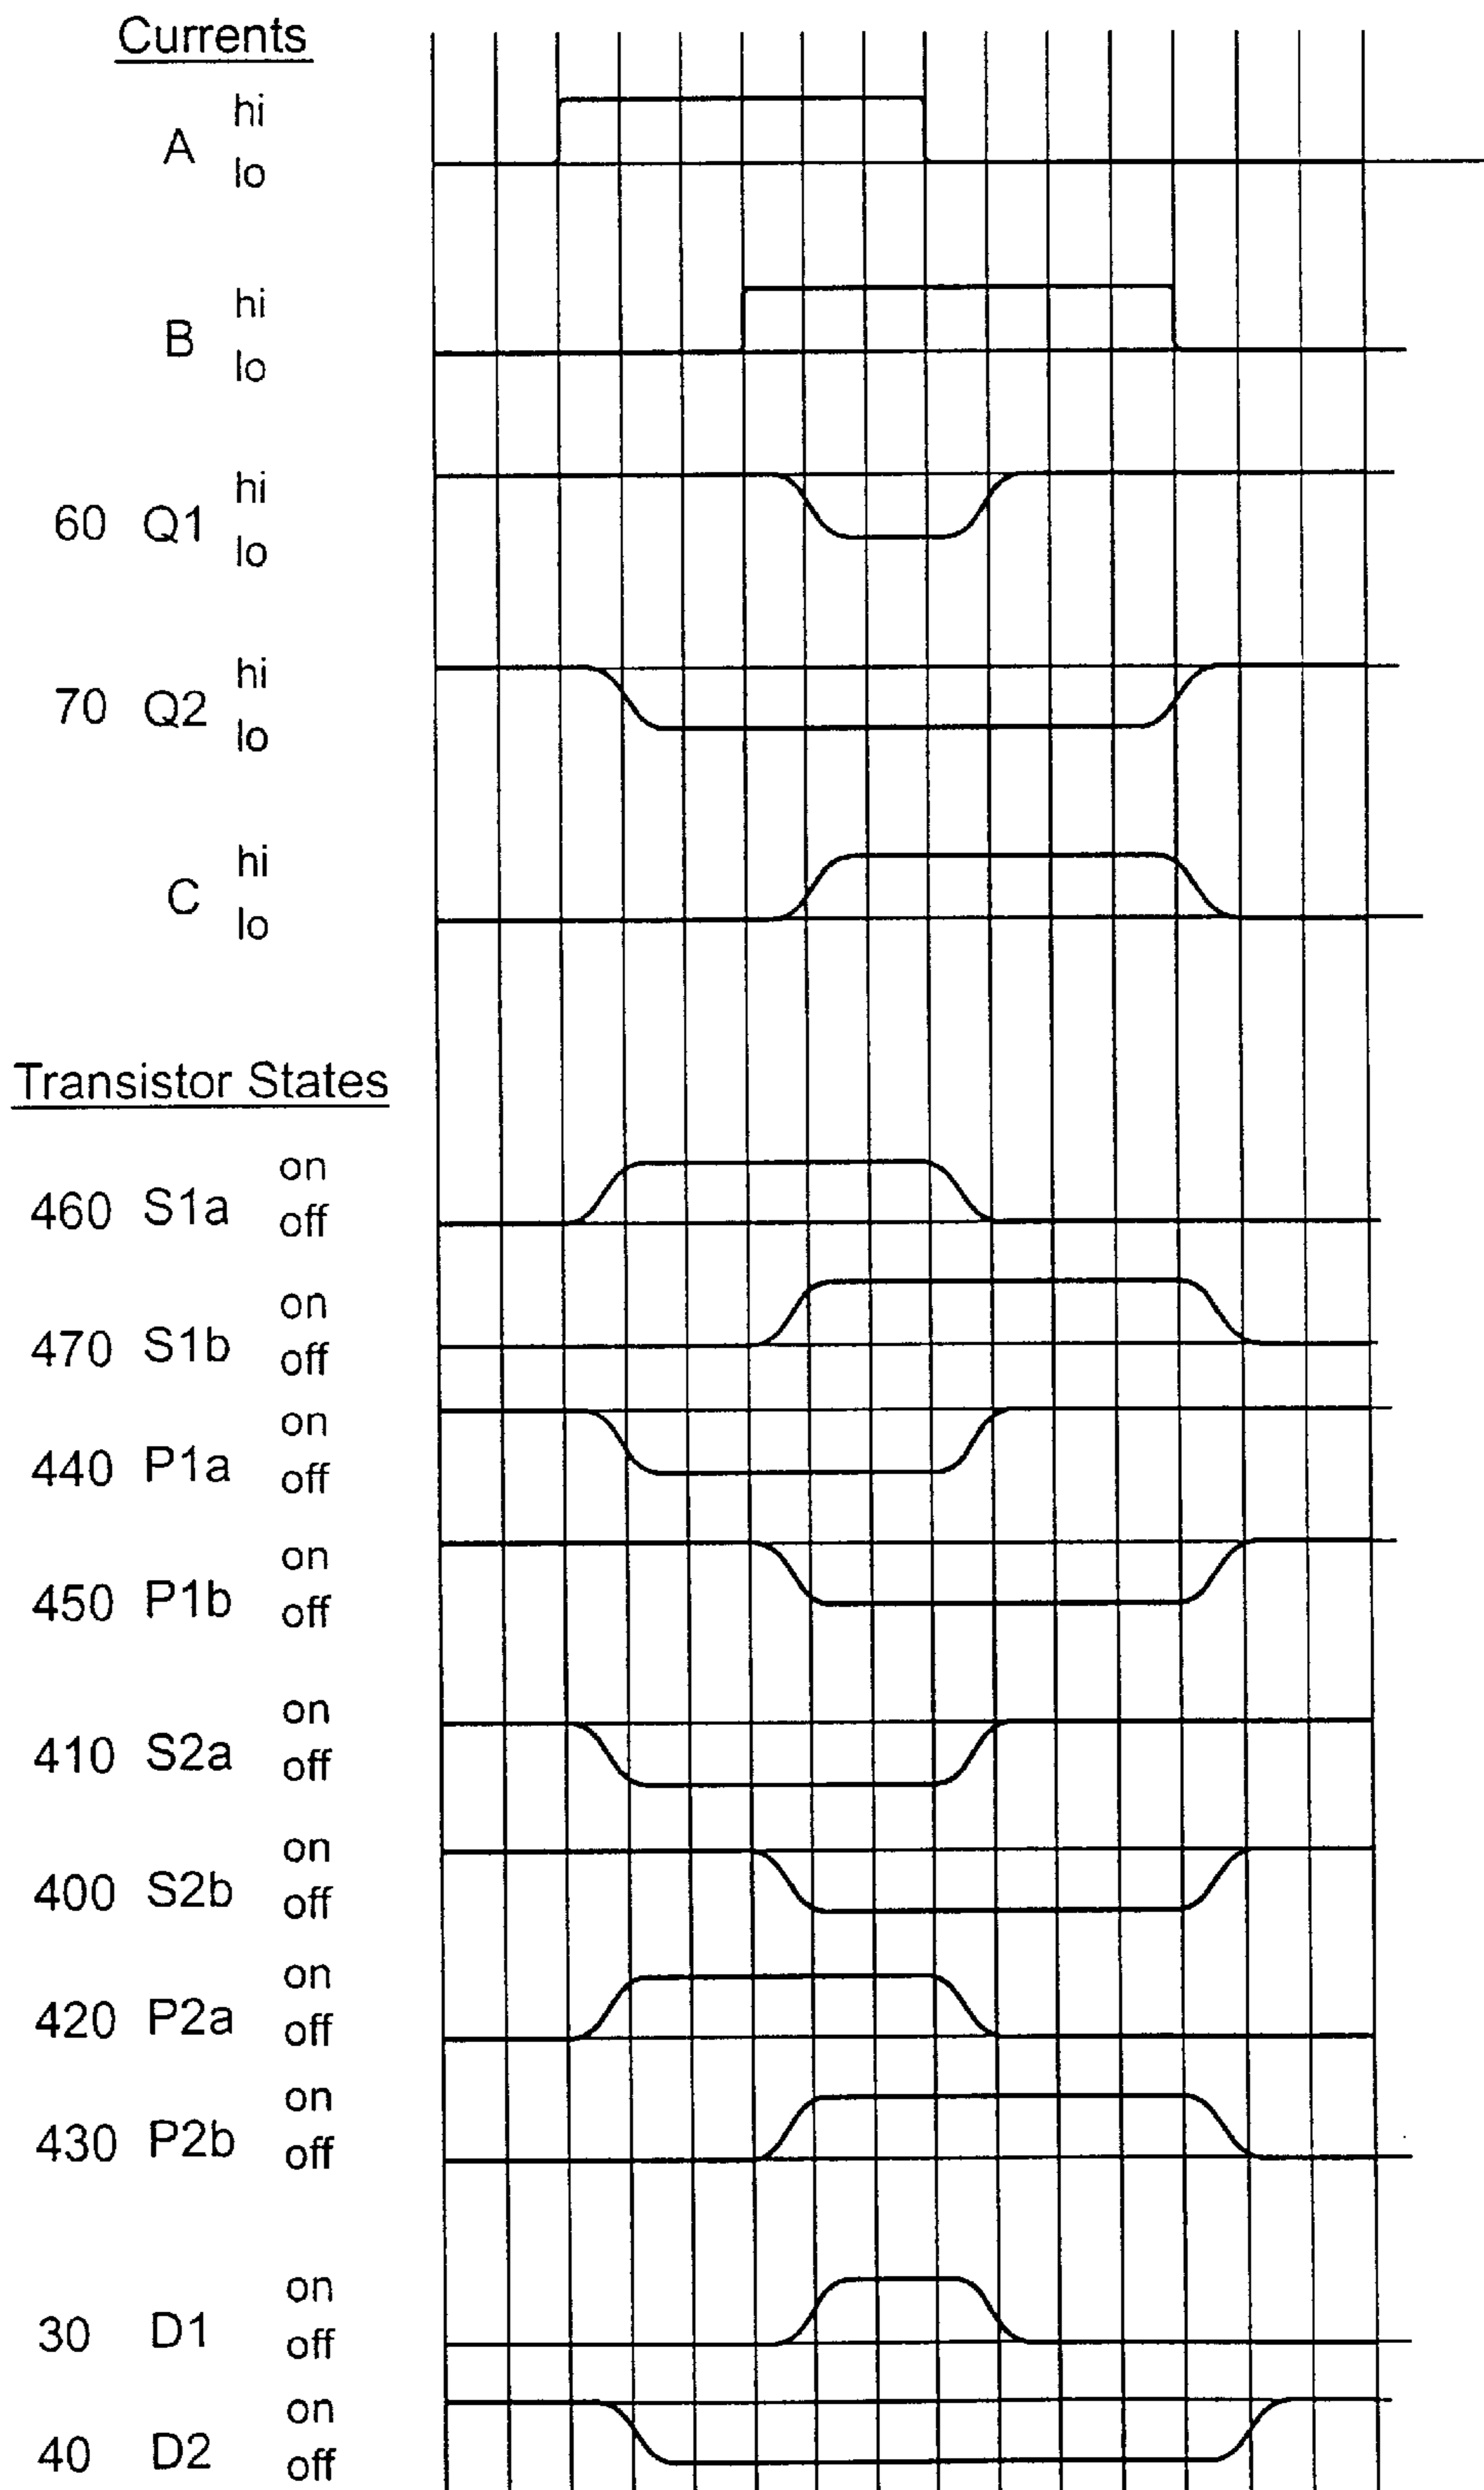 Currents
hi
A
lo
hi
B
lo
hi
60 Q1
lo
hi
70 Q2
lo
hi
C
lo
Transistor States
on
460 S1a
off
on
470 S1b
off
on
440 P1a
off
on
450 P1b
off
on
410 S2a
off
on
400 S2b
off
on
420 P2a
off
on
430 P2b
off
on
30 D1
off
on
40 D2
off